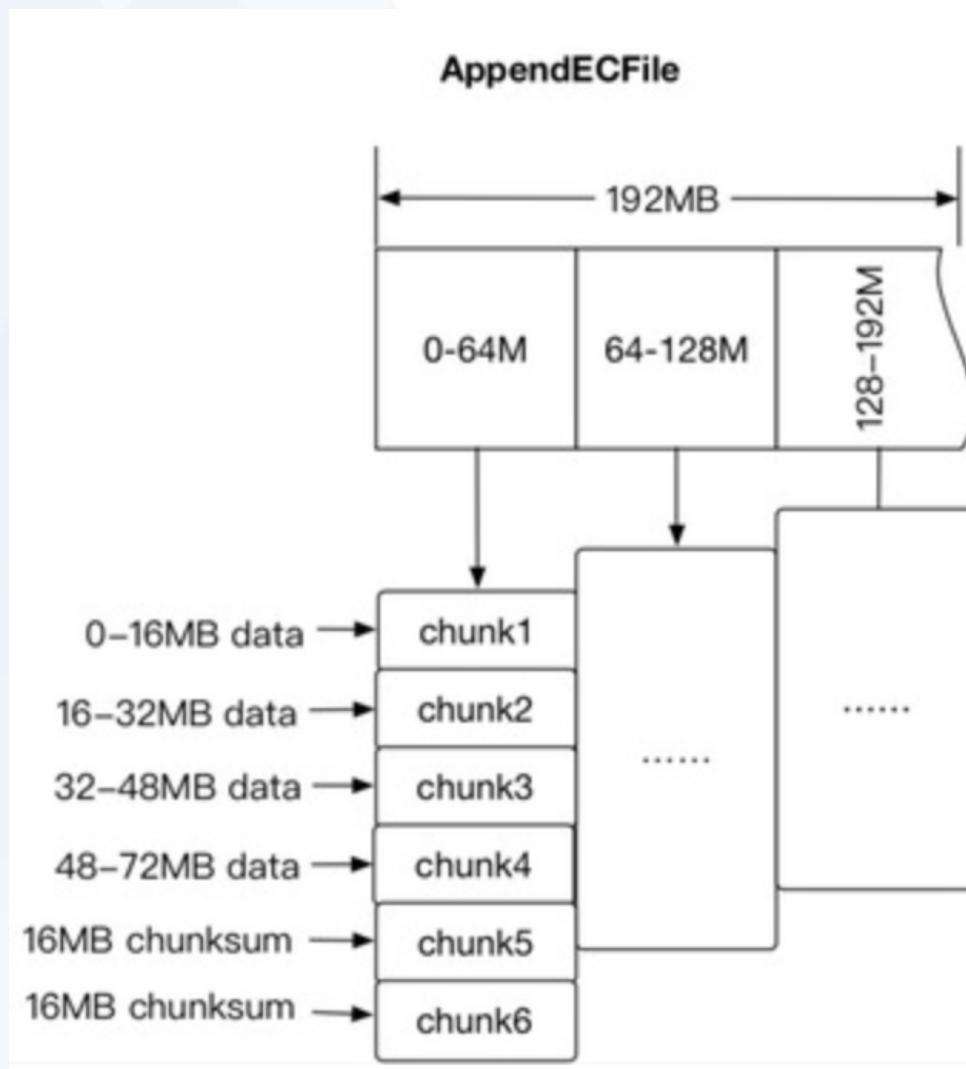 AppendECFile
192MB
0-64M
64-128M
128-192M
0-16MB data
chunk1
16-32MB data
chunk2
32-48MB data
chunk3
48-72MB data
chunk4
16MB chunksum
chunk5
16MB chunksum
chunk6
......
......